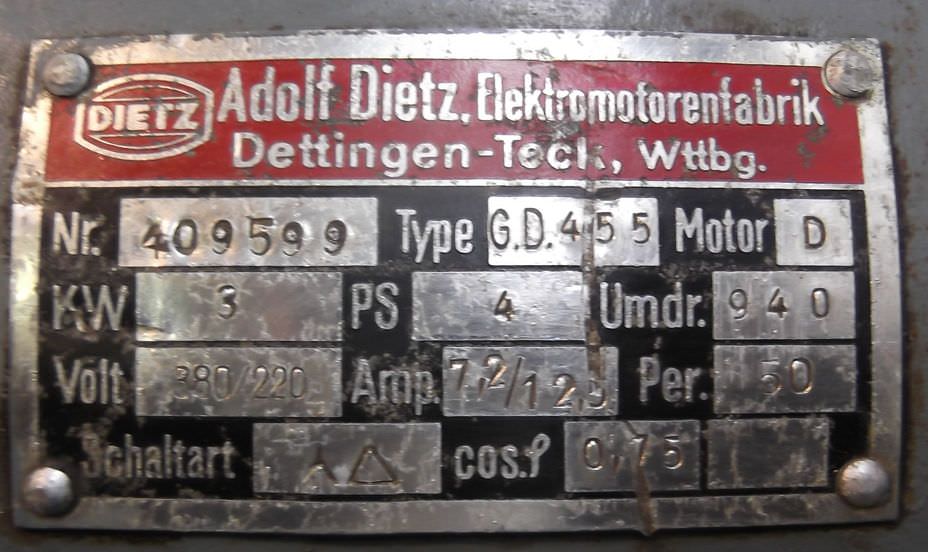 DIETZ
Adolf Dietz, Elektromotorenfabrik
Dettingen-Teck, Wttbg.
Nr. 409599 Type G.D.455 Motor D
KW 3 PS 4 Umdr. 940
Volt 380/220 Amp. 7,2/12,5 Per. 50
Schaltart ⅄ △ cos.φ 0,75